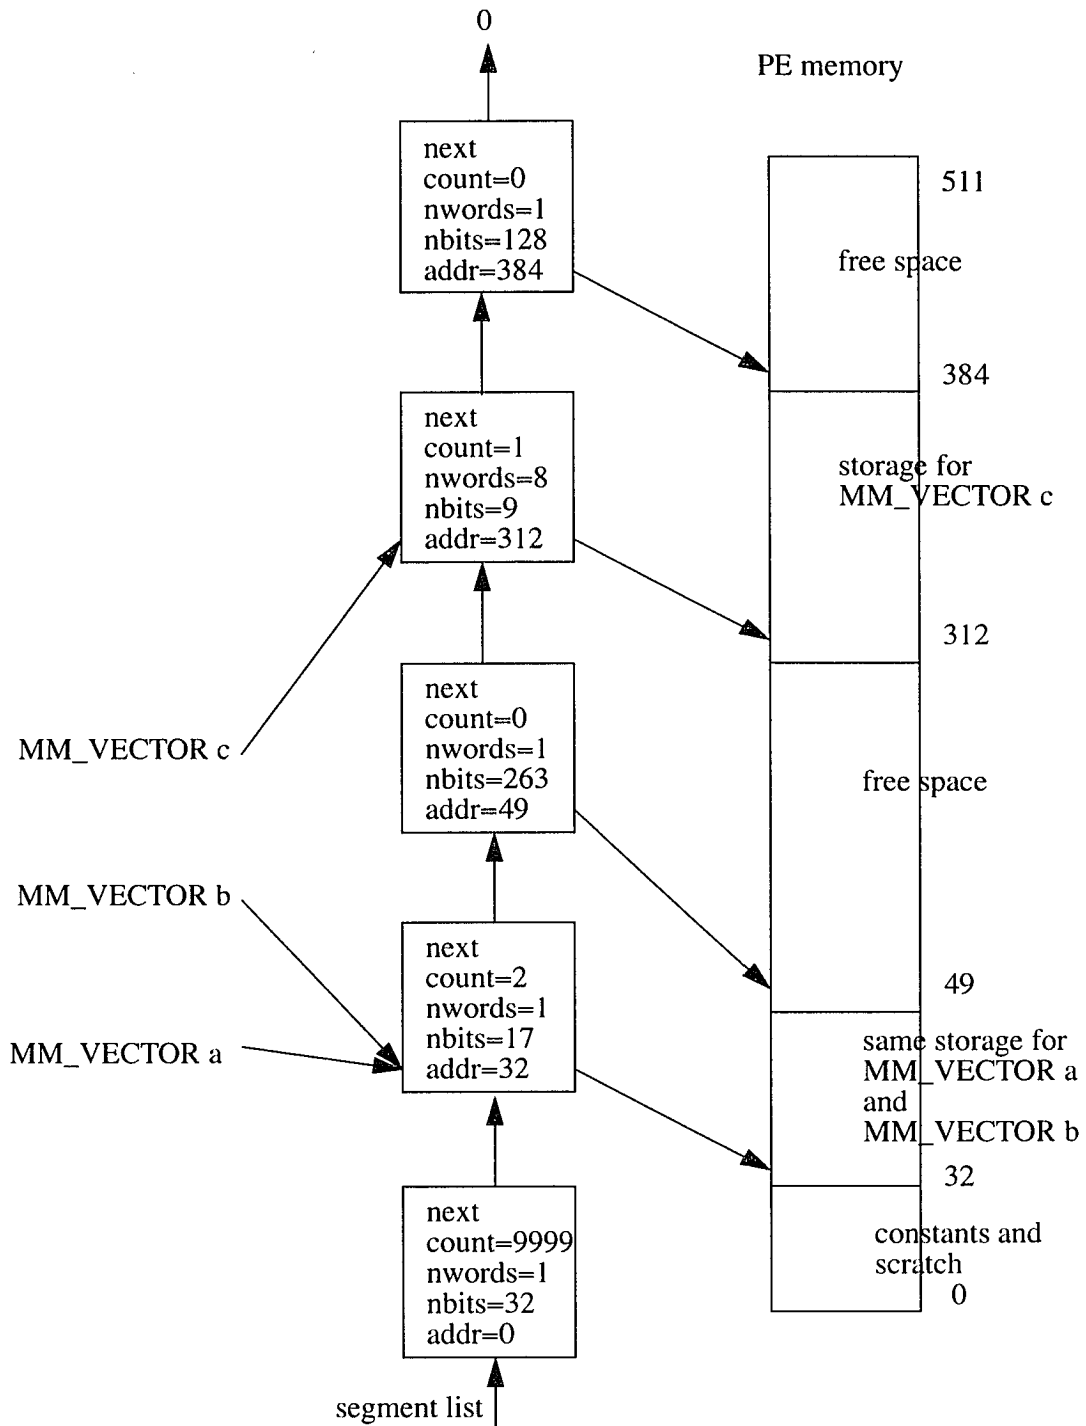 0
PE memory
next
count=0
nwords=1
nbits=128
addr=384
511
free space
384
next
count=1
nwords=8
nbits=9
addr=312
storage for
MM_VECTOR c
312
next
count=0
nwords=1
nbits=263
addr=49
MM_VECTOR c
free space
MM_VECTOR b
next
count=2
nwords=1
nbits=17
addr=32
MM_VECTOR a
49
same storage for
MM_VECTOR a
and
MM_VECTOR b
32
next
count=9999
nwords=1
nbits=32
addr=0
constants and
scratch
0
segment list